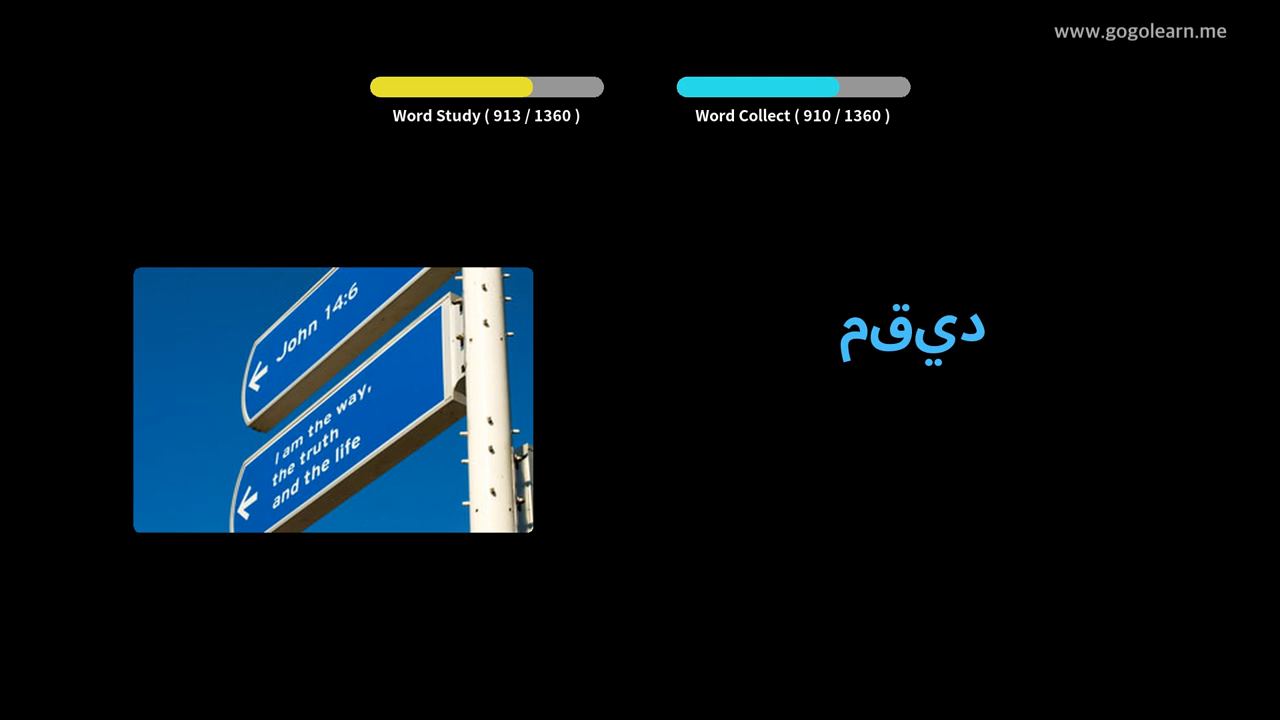 www.gogolearn.me
Word Study ( 913 / 1360 )
Word Collect ( 910 / 1360 )
John 14:6
I am the way,
the truth
and the life
ديقم